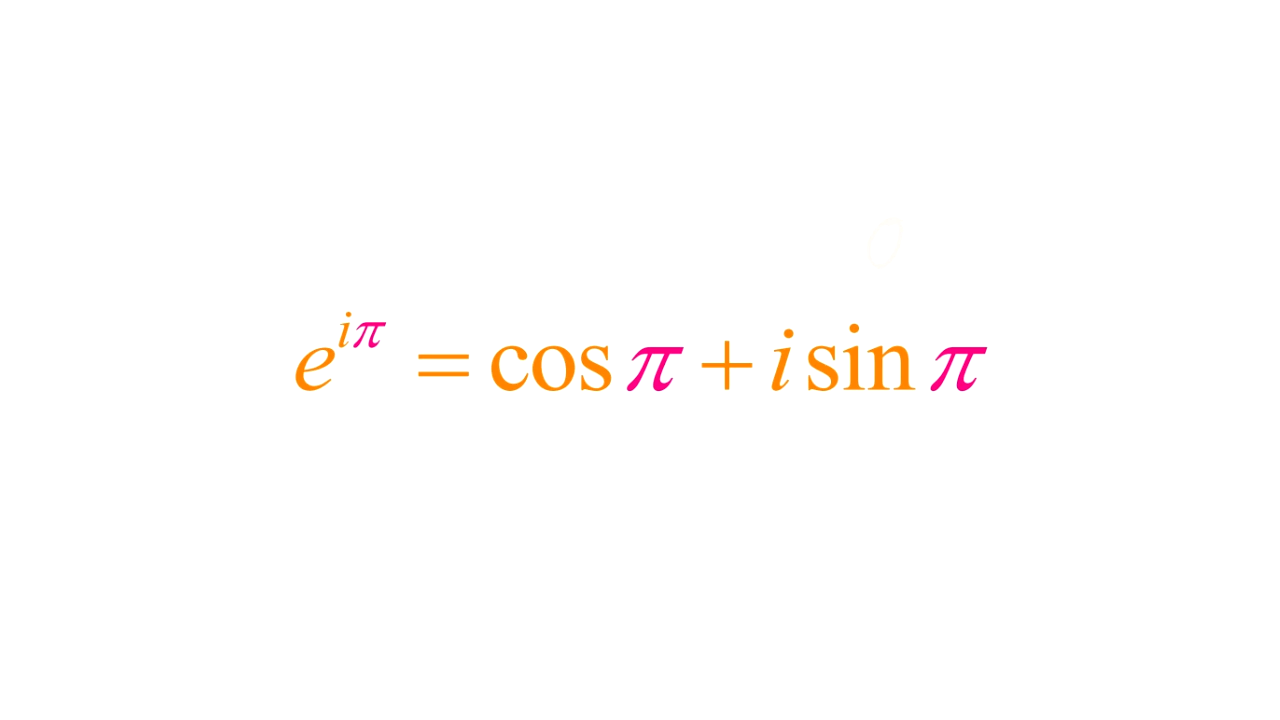 e^{iπ} = cos π + i sin π